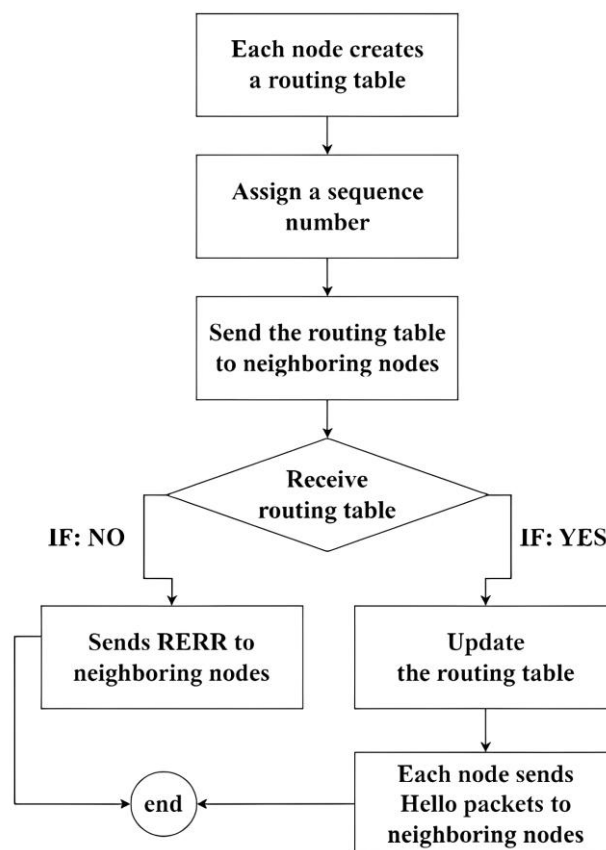 Each node creates
a routing table
Assign a sequence
number
Send the routing table
to neighboring nodes
Receive
routing table
IF: NO
IF: YES
Sends RERR to
neighboring nodes
Update
the routing table
Each node sends
Hello packets to
neighboring nodes
end